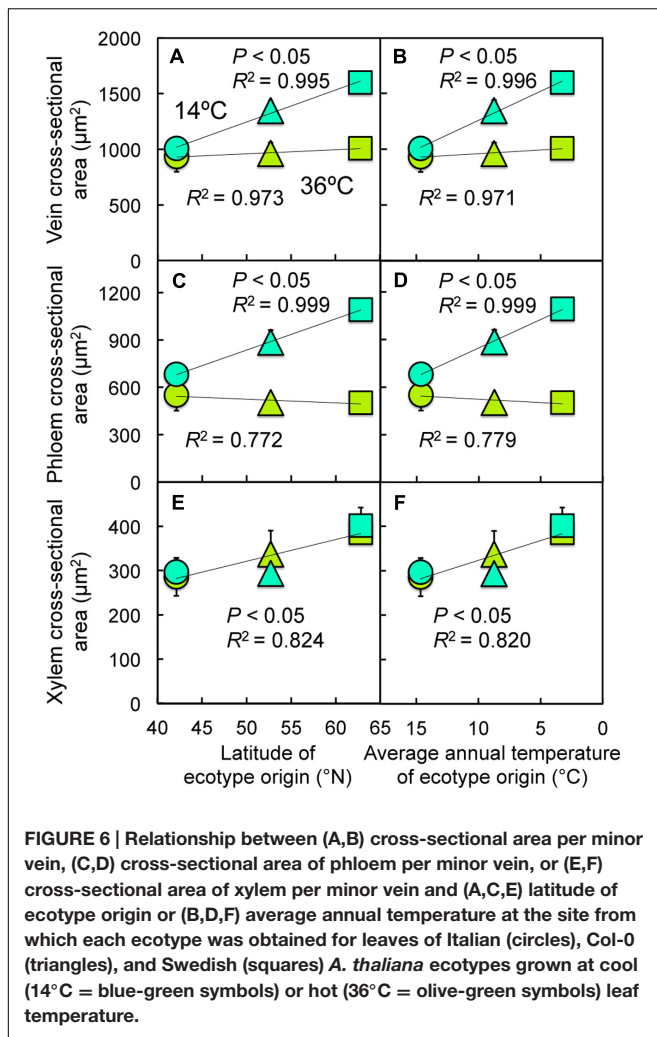 Vein cross-sectional
area (µm²)
2000
1500
1000
500
0
A
P < 0.05
R² = 0.995
14ºC
36ºC
R² = 0.973
B
P < 0.05
R² = 0.996
R² = 0.971
Phloem cross-sectional
area (µm²)
1200
900
600
300
0
C
P < 0.05
R² = 0.999
R² = 0.772
D
P < 0.05
R² = 0.999
R² = 0.779
Xylem cross-sectional
area (µm²)
400
300
200
100
0
E
P < 0.05
R² = 0.824
F
P < 0.05
R² = 0.820
40 45 50 55 60 65 15 10 5 0
Latitude of
ecotype origin (°N)
Average annual temperature
of ecotype origin (°C)
FIGURE 6 | Relationship between (A,B) cross-sectional area per minor
vein, (C,D) cross-sectional area of phloem per minor vein, or (E,F)
cross-sectional area of xylem per minor vein and (A,C,E) latitude of
ecotype origin or (B,D,F) average annual temperature at the site from
which each ecotype was obtained for leaves of Italian (circles), Col-0
(triangles), and Swedish (squares) A. thaliana ecotypes grown at cool
(14°C = blue-green symbols) or hot (36°C = olive-green symbols) leaf
temperature.